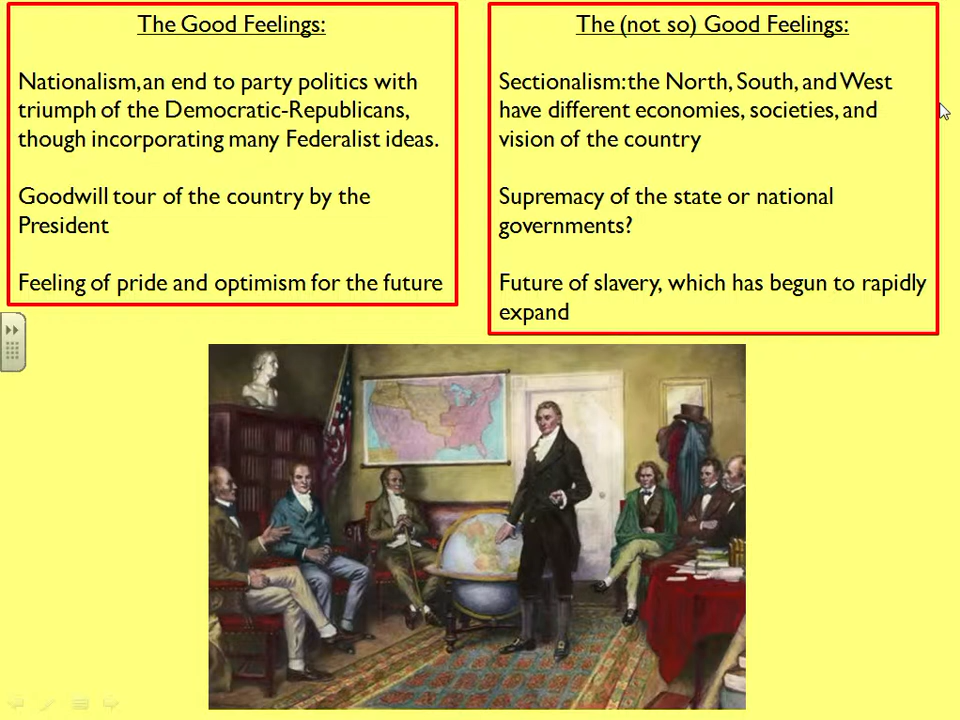 The Good Feelings:
Nationalism, an end to party politics with
triumph of the Democratic-Republicans,
though incorporating many Federalist ideas.
Goodwill tour of the country by the
President
Feeling of pride and optimism for the future
The (not so) Good Feelings:
Sectionalism: the North, South, and West
have different economies, societies, and
vision of the country
Supremacy of the state or national
governments?
Future of slavery, which has begun to rapidly
expand